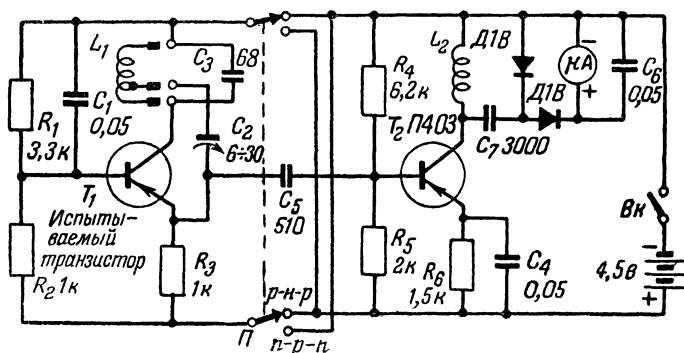 L₁
C₃
68
R₁
3,3к
C₁
0,05
C₂
6÷30
T₁
Испыты-
ваемый
транзистор
R₂ 1к
R₃
1к
C₅
510
П
р-н-р
п-р-п
R₄
6,2к
L₂
Д1В
Д1В
T₂ П403
C₇ 3000
−
μА
+
C₆
0,05
R₅
2к
R₆
1,5к
C₄
0,05
Вк
−
4,5в
+